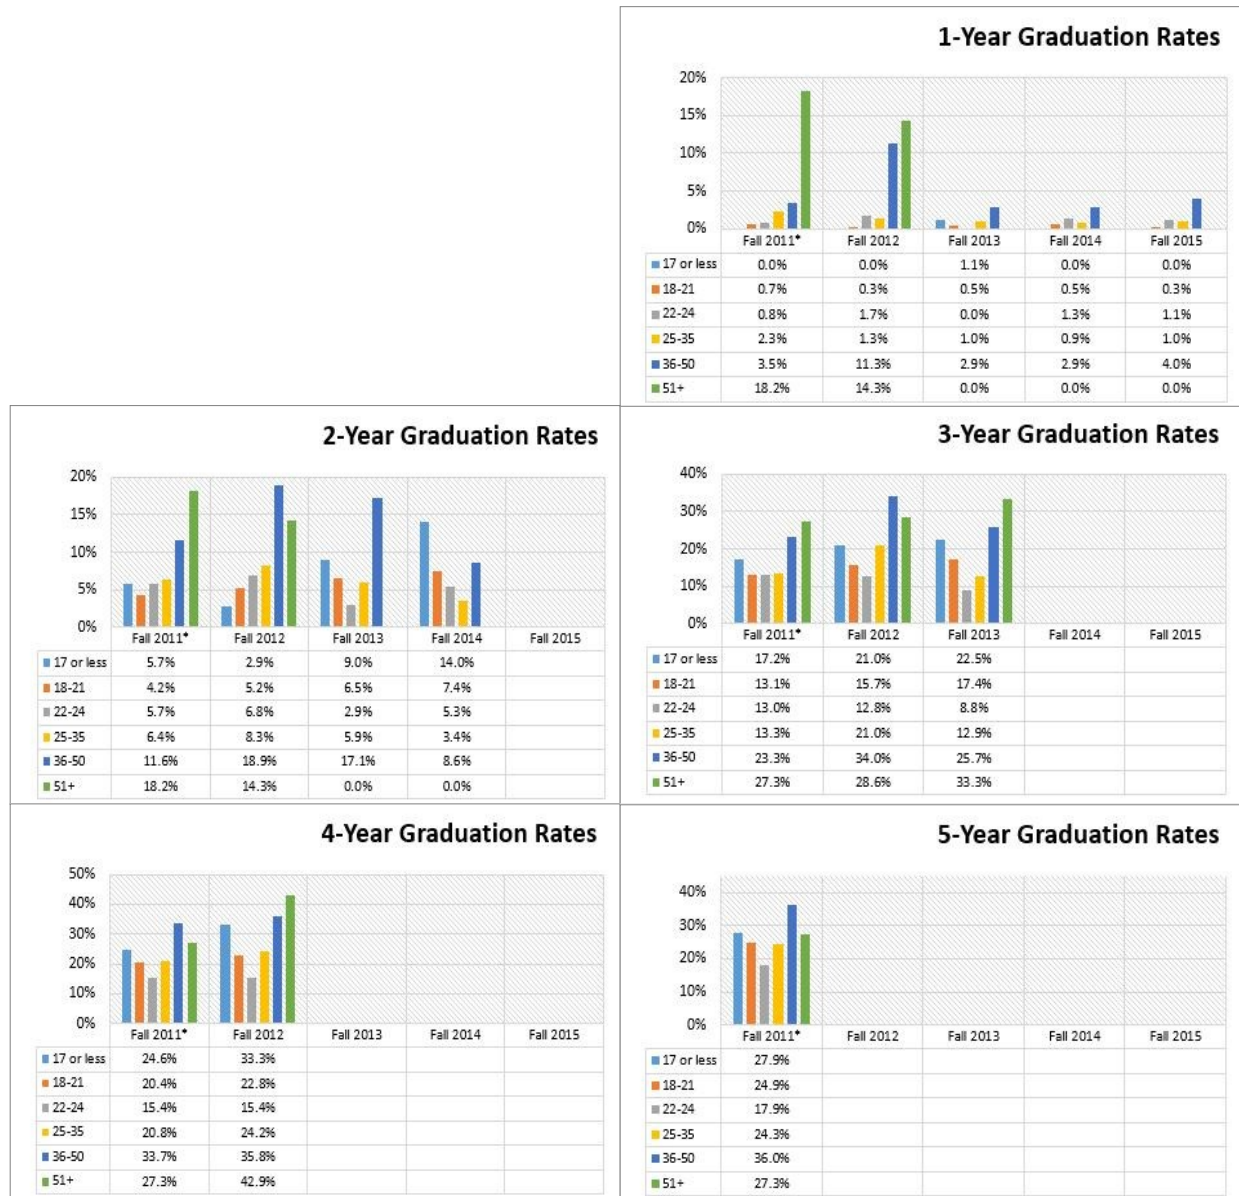 1-Year Graduation Rates
20%
15%
10%
5%
0%
Fall 2011* Fall 2012 Fall 2013 Fall 2014 Fall 2015
17 or less 0.0% 0.0% 1.1% 0.0% 0.0%
18-21 0.7% 0.3% 0.5% 0.5% 0.3%
22-24 0.8% 1.7% 0.0% 1.3% 1.1%
25-35 2.3% 1.3% 1.0% 0.9% 1.0%
36-50 3.5% 11.3% 2.9% 2.9% 4.0%
51+ 18.2% 14.3% 0.0% 0.0% 0.0%
2-Year Graduation Rates
20%
15%
10%
5%
0%
Fall 2011* Fall 2012 Fall 2013 Fall 2014 Fall 2015
17 or less 5.7% 2.9% 9.0% 14.0%
18-21 4.2% 5.2% 6.5% 7.4%
22-24 5.7% 6.8% 2.9% 5.3%
25-35 6.4% 8.3% 5.9% 3.4%
36-50 11.6% 18.9% 17.1% 8.6%
51+ 18.2% 14.3% 0.0% 0.0%
3-Year Graduation Rates
40%
30%
20%
10%
0%
Fall 2011* Fall 2012 Fall 2013 Fall 2014 Fall 2015
17 or less 17.2% 21.0% 22.5%
18-21 13.1% 15.7% 17.4%
22-24 13.0% 12.8% 8.8%
25-35 13.3% 21.0% 12.9%
36-50 23.3% 34.0% 25.7%
51+ 27.3% 28.6% 33.3%
4-Year Graduation Rates
50%
40%
30%
20%
10%
0%
Fall 2011* Fall 2012 Fall 2013 Fall 2014 Fall 2015
17 or less 24.6% 33.3%
18-21 20.4% 22.8%
22-24 15.4% 15.4%
25-35 20.8% 24.2%
36-50 33.7% 35.8%
51+ 27.3% 42.9%
5-Year Graduation Rates
40%
30%
20%
10%
0%
Fall 2011* Fall 2012 Fall 2013 Fall 2014 Fall 2015
17 or less 27.9%
18-21 24.9%
22-24 17.9%
25-35 24.3%
36-50 36.0%
51+ 27.3%